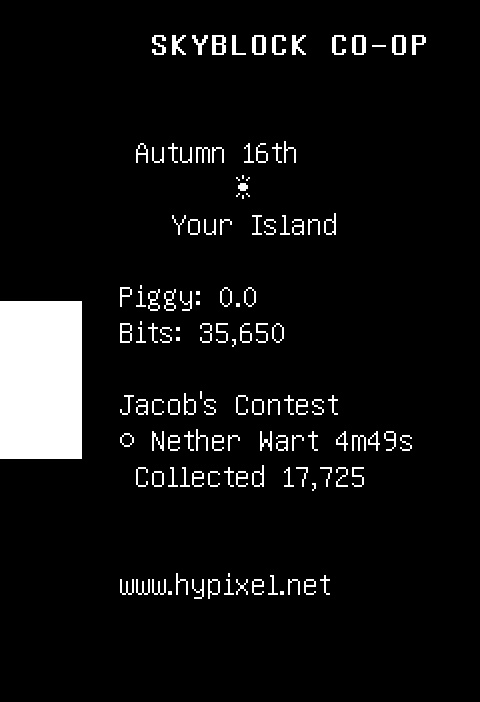 SKYBLOCK CO-OP
Autumn 16th
☀
Your Island
Piggy: 0.0
Bits: 35,650
Jacob's Contest
○ Nether Wart 4m49s
Collected 17,725
www.hypixel.net